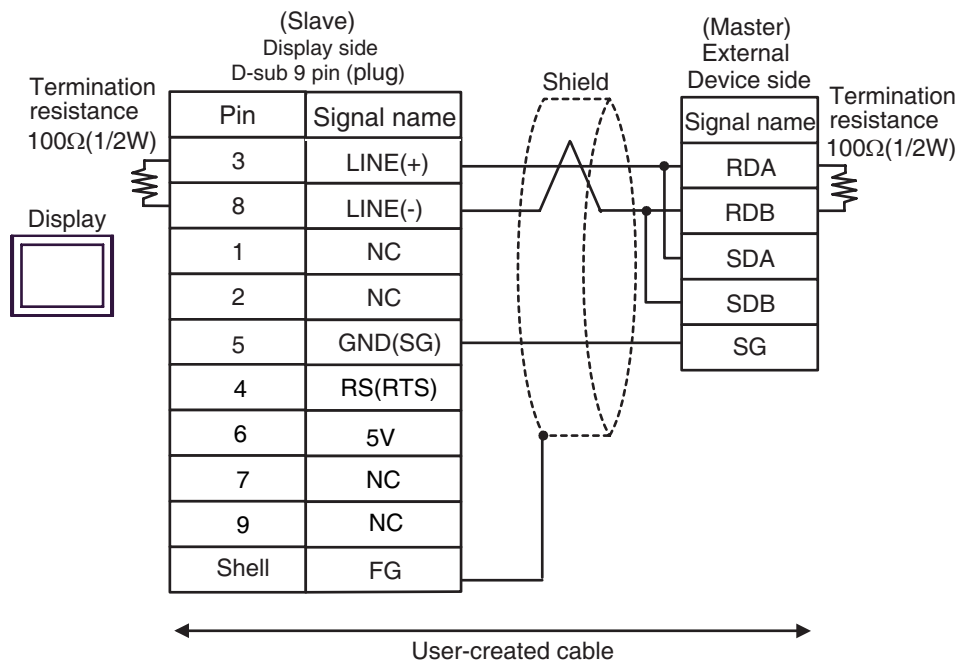 (Slave)
Display side
D-sub 9 pin (plug)
(Master)
External
Device side
Termination
resistance
100Ω(1/2W)
Shield
Termination
resistance
100Ω(1/2W)
Display
Pin Signal name
3 LINE(+)
8 LINE(-)
1 NC
2 NC
5 GND(SG)
4 RS(RTS)
6 5V
7 NC
9 NC
Shell FG
Signal name
RDA
RDB
SDA
SDB
SG
User-created cable